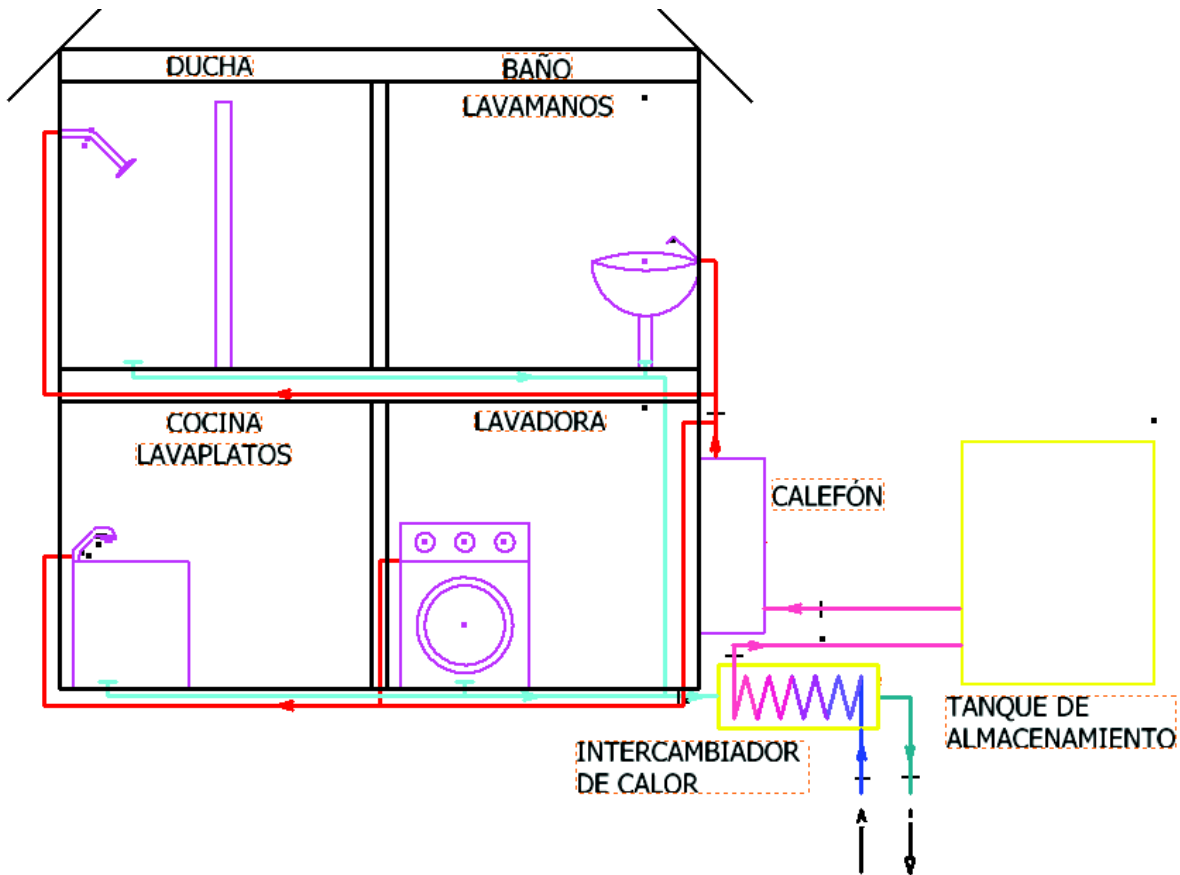 DUCHA
BAÑO
LAVAMANOS
COCINA
LAVAPLATOS
LAVADORA
CALEFÓN
TANQUE DE
ALMACENAMIENTO
INTERCAMBIADOR
DE CALOR